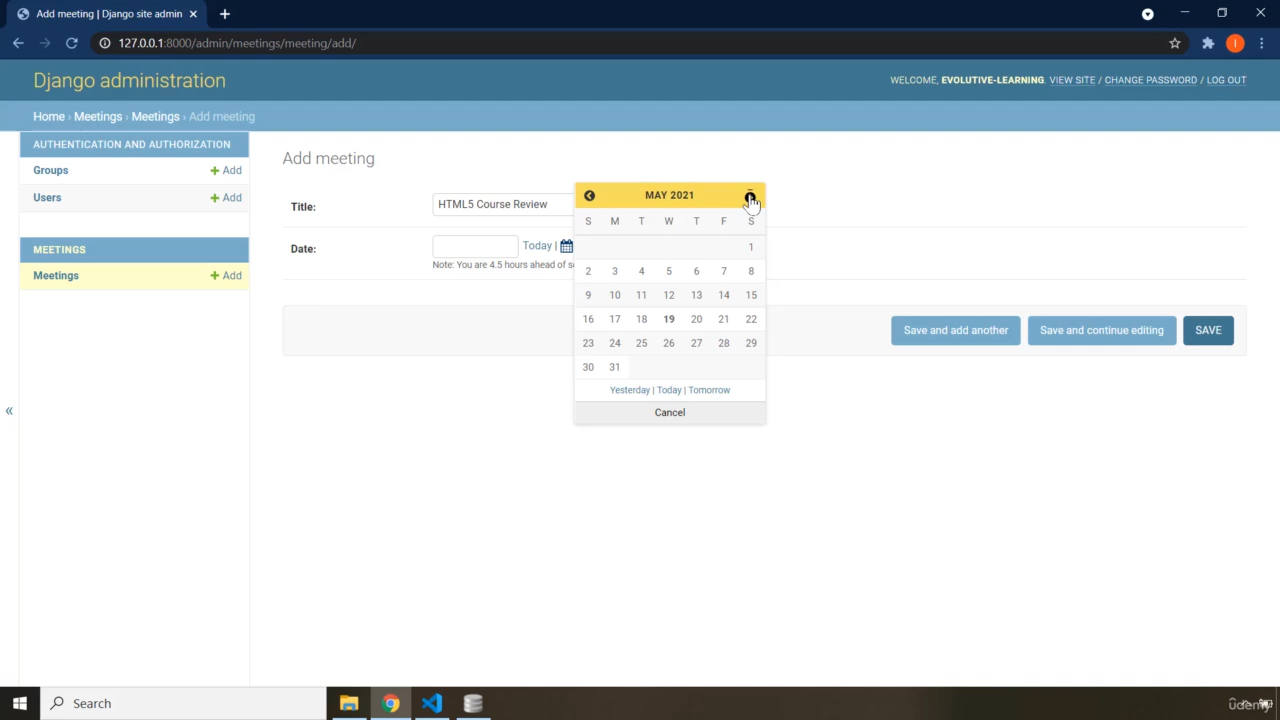 Add meeting | Django site admin
127.0.0.1:8000/admin/meetings/meeting/add/
Django administration
WELCOME, EVOLUTIVE-LEARNING. VIEW SITE / CHANGE PASSWORD / LOG OUT
Home › Meetings › Meetings › Add meeting
AUTHENTICATION AND AUTHORIZATION
Groups + Add
Users + Add
MEETINGS
Meetings + Add
«
Add meeting
Title: HTML5 Course Review
Date: Today |
Note: You are 4.5 hours ahead of s
MAY 2021
S M T W T F S
1
2 3 4 5 6 7 8
9 10 11 12 13 14 15
16 17 18 19 20 21 22
23 24 25 26 27 28 29
30 31
Yesterday | Today | Tomorrow
Cancel
Save and add another Save and continue editing SAVE
Search
udemy